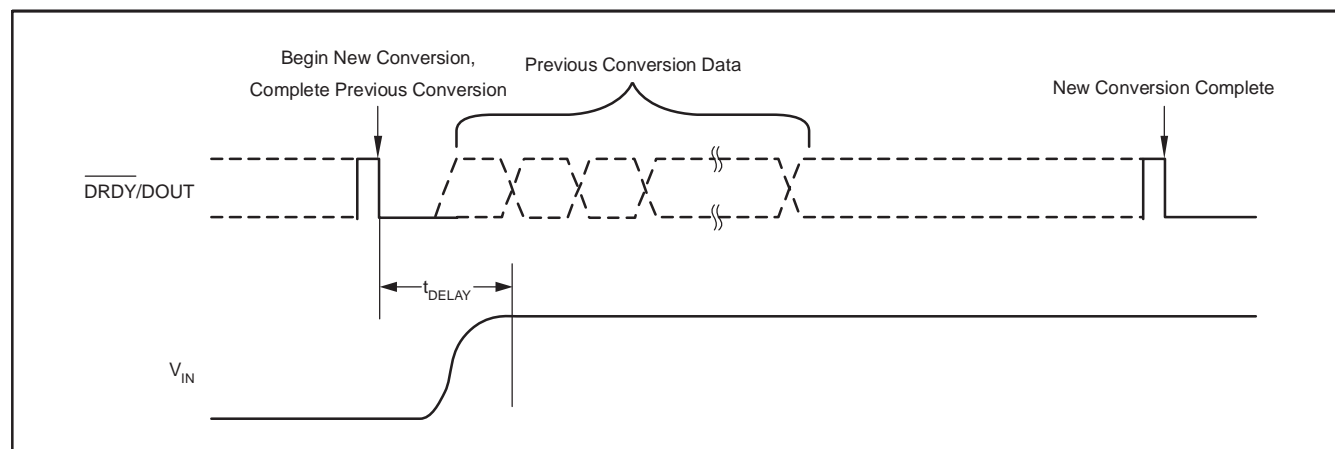 Begin New Conversion,
Complete Previous Conversion
Previous Conversion Data
New Conversion Complete
DRDY/DOUT
tDELAY
VIN